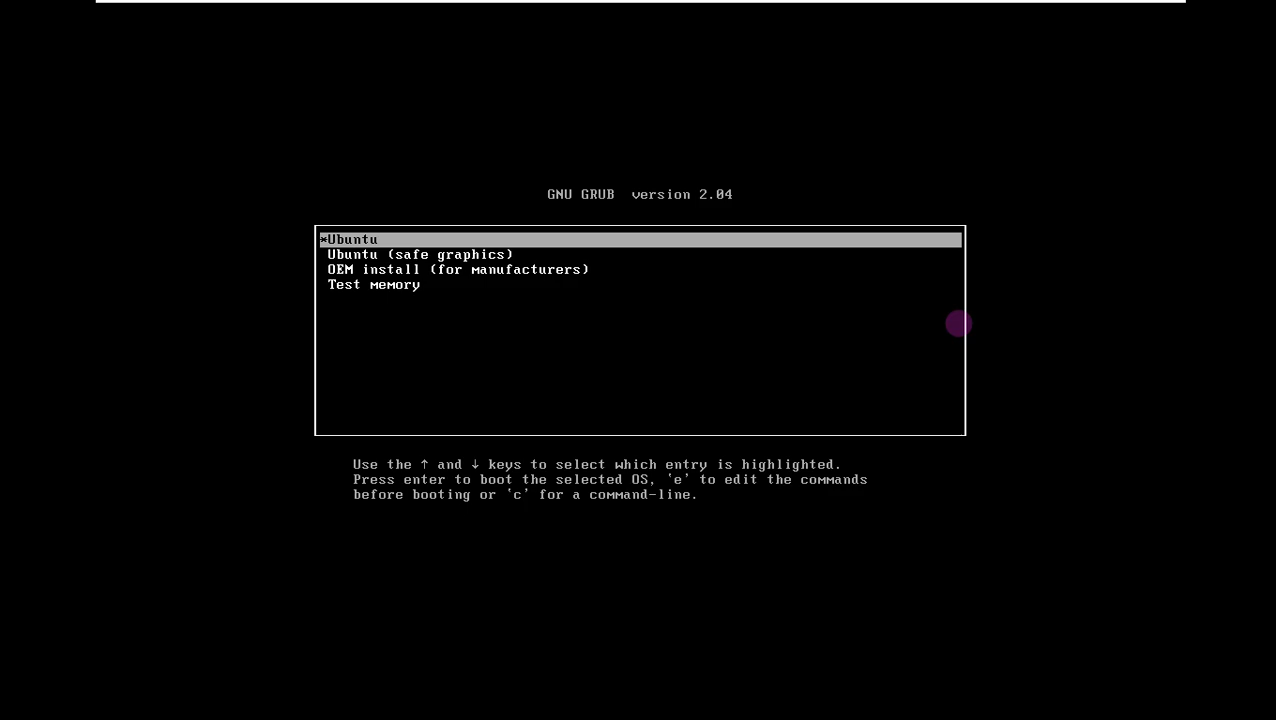 GNU GRUB  version 2.04
*Ubuntu
Ubuntu (safe graphics)
OEM install (for manufacturers)
Test memory
Use the ↑ and ↓ keys to select which entry is highlighted.
Press enter to boot the selected OS, `e' to edit the commands
before booting or `c' for a command-line.